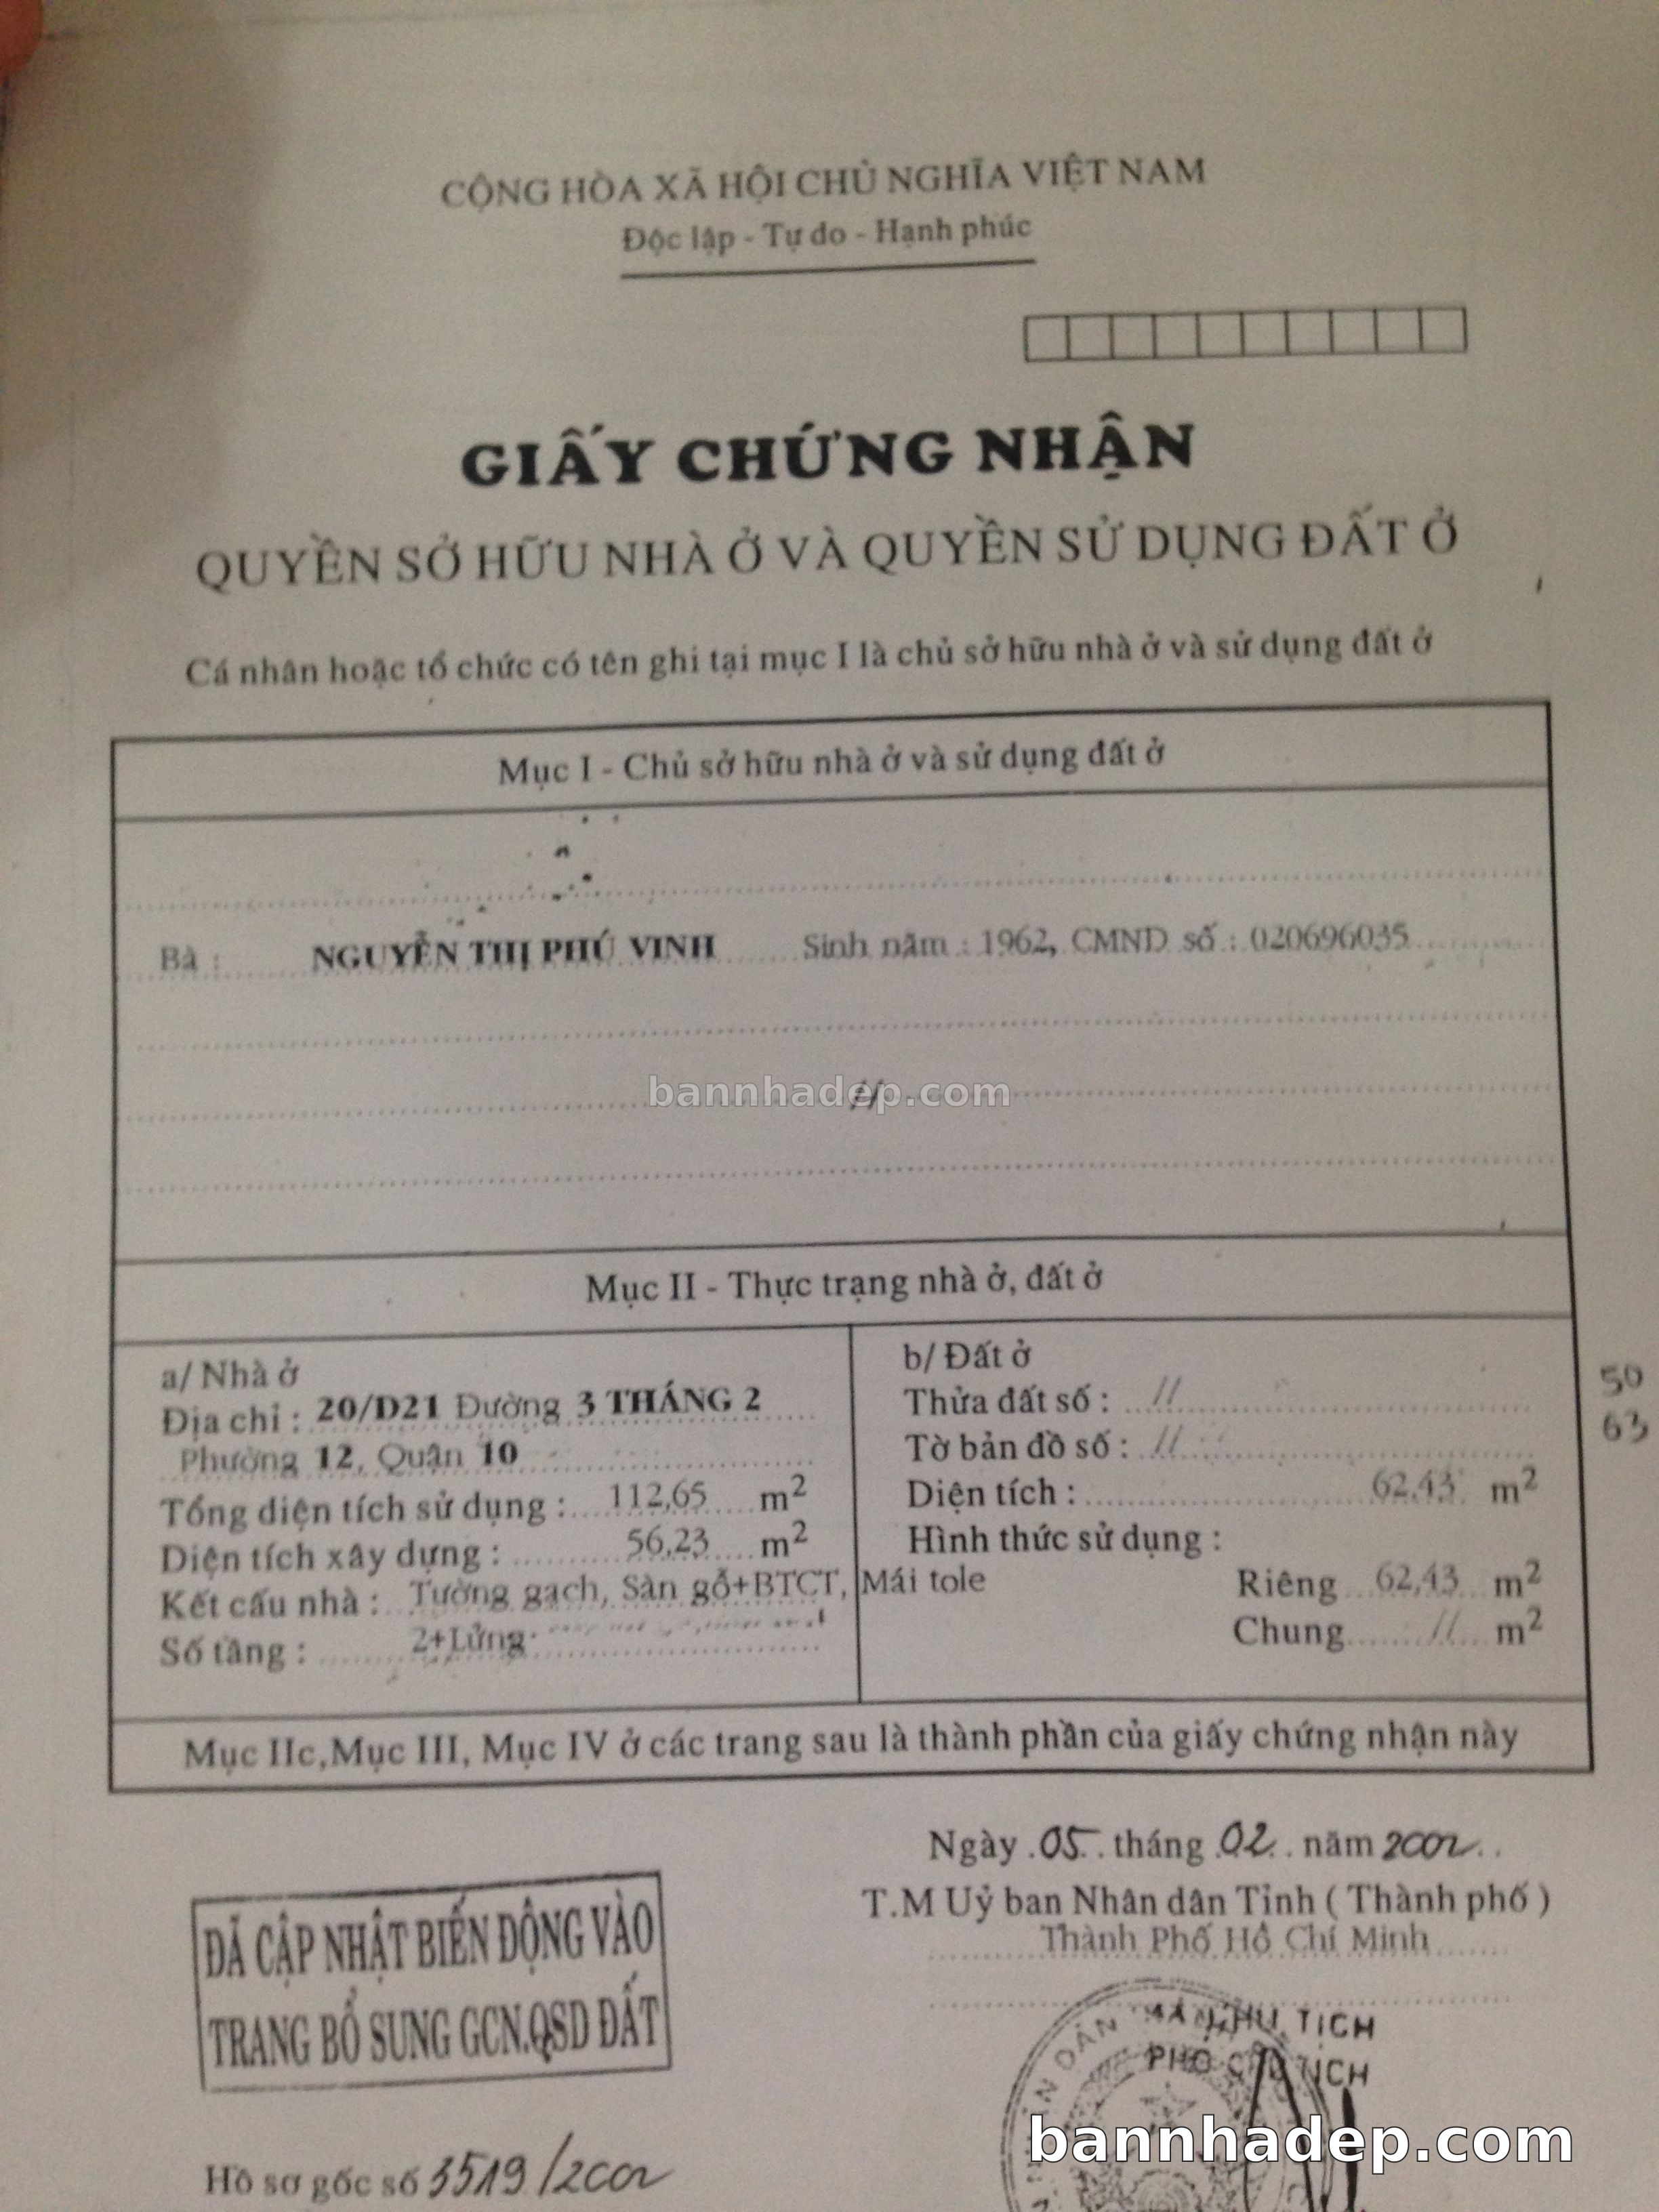 CỘNG HÒA XÃ HỘI CHỦ NGHĨA VIỆT NAM
Độc lập - Tự do - Hạnh phúc
GIẤY CHỨNG NHẬN
QUYỀN SỞ HỮU NHÀ Ở VÀ QUYỀN SỬ DỤNG ĐẤT Ở
Cá nhân hoặc tổ chức có tên ghi tại mục I là chủ sở hữu nhà ở và sử dụng đất ở
Mục I - Chủ sở hữu nhà ở và sử dụng đất ở
Bà : NGUYỄN THỊ PHÚ VINH Sinh năm : 1962, CMND số : 020696035
bannhadep.com
//
Mục II - Thực trạng nhà ở, đất ở
a/ Nhà ở
Địa chỉ : 20/D21 Đường 3 THÁNG 2
Phường 12, Quận 10
Tổng diện tích sử dụng : 112,65 m2
Diện tích xây dựng : 56,23 m2
Kết cấu nhà : Tường gạch, Sàn gỗ+BTCT, Mái tole
Số tầng : 2+Lửng
b/ Đất ở
Thửa đất số : //
Tờ bản đồ số : //
Diện tích : 62,43 m2
Hình thức sử dụng :
Riêng 62,43 m2
Chung // m2
50
63
Mục IIc, Mục III, Mục IV ở các trang sau là thành phần của giấy chứng nhận này
Ngày 05 tháng 02 năm 2002
T.M Uỷ ban Nhân dân Tỉnh ( Thành phố )
Thành Phố Hồ Chí Minh
ĐÃ CẬP NHẬT BIẾN ĐỘNG VÀO
TRANG BỔ SUNG GCN.QSD ĐẤT
TỊCH
PHÓ CHỦ TỊCH
bannhadep.com
Hồ sơ gốc số 3519/2002